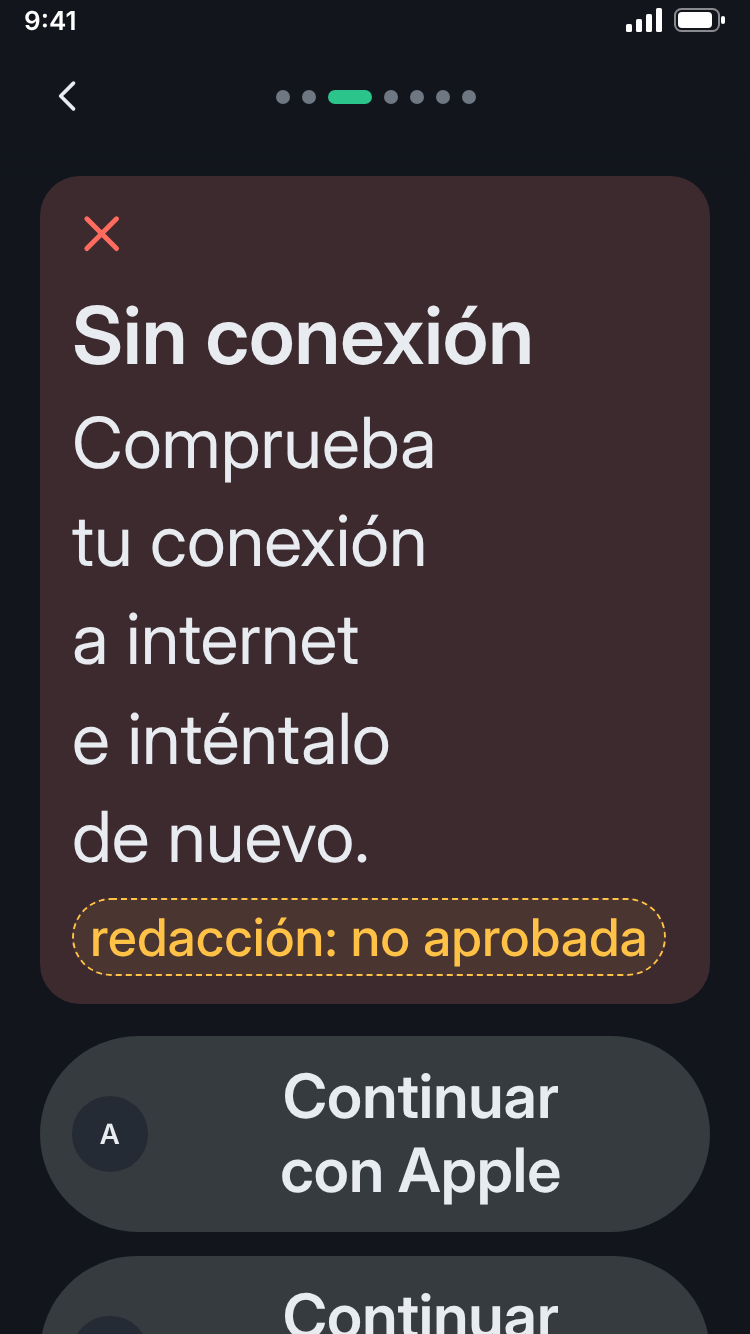 9:41
Sin conexión
Comprueba
tu conexión
a internet
e inténtalo
de nuevo.
redacción: no aprobada
A
Continuar
con Apple
Continuar